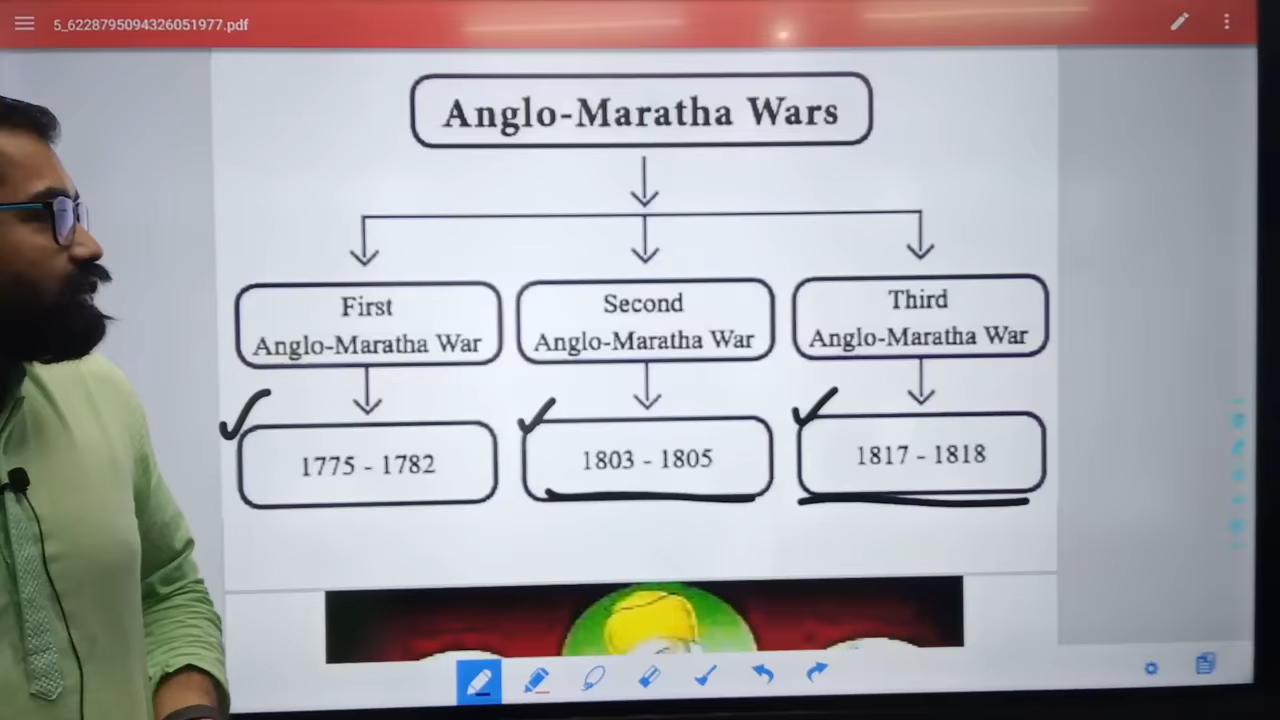 5_6228795094326051977.pdf
Anglo-Maratha Wars
First
Anglo-Maratha War
Second
Anglo-Maratha War
Third
Anglo-Maratha War
1775 - 1782
1803 - 1805
1817 - 1818